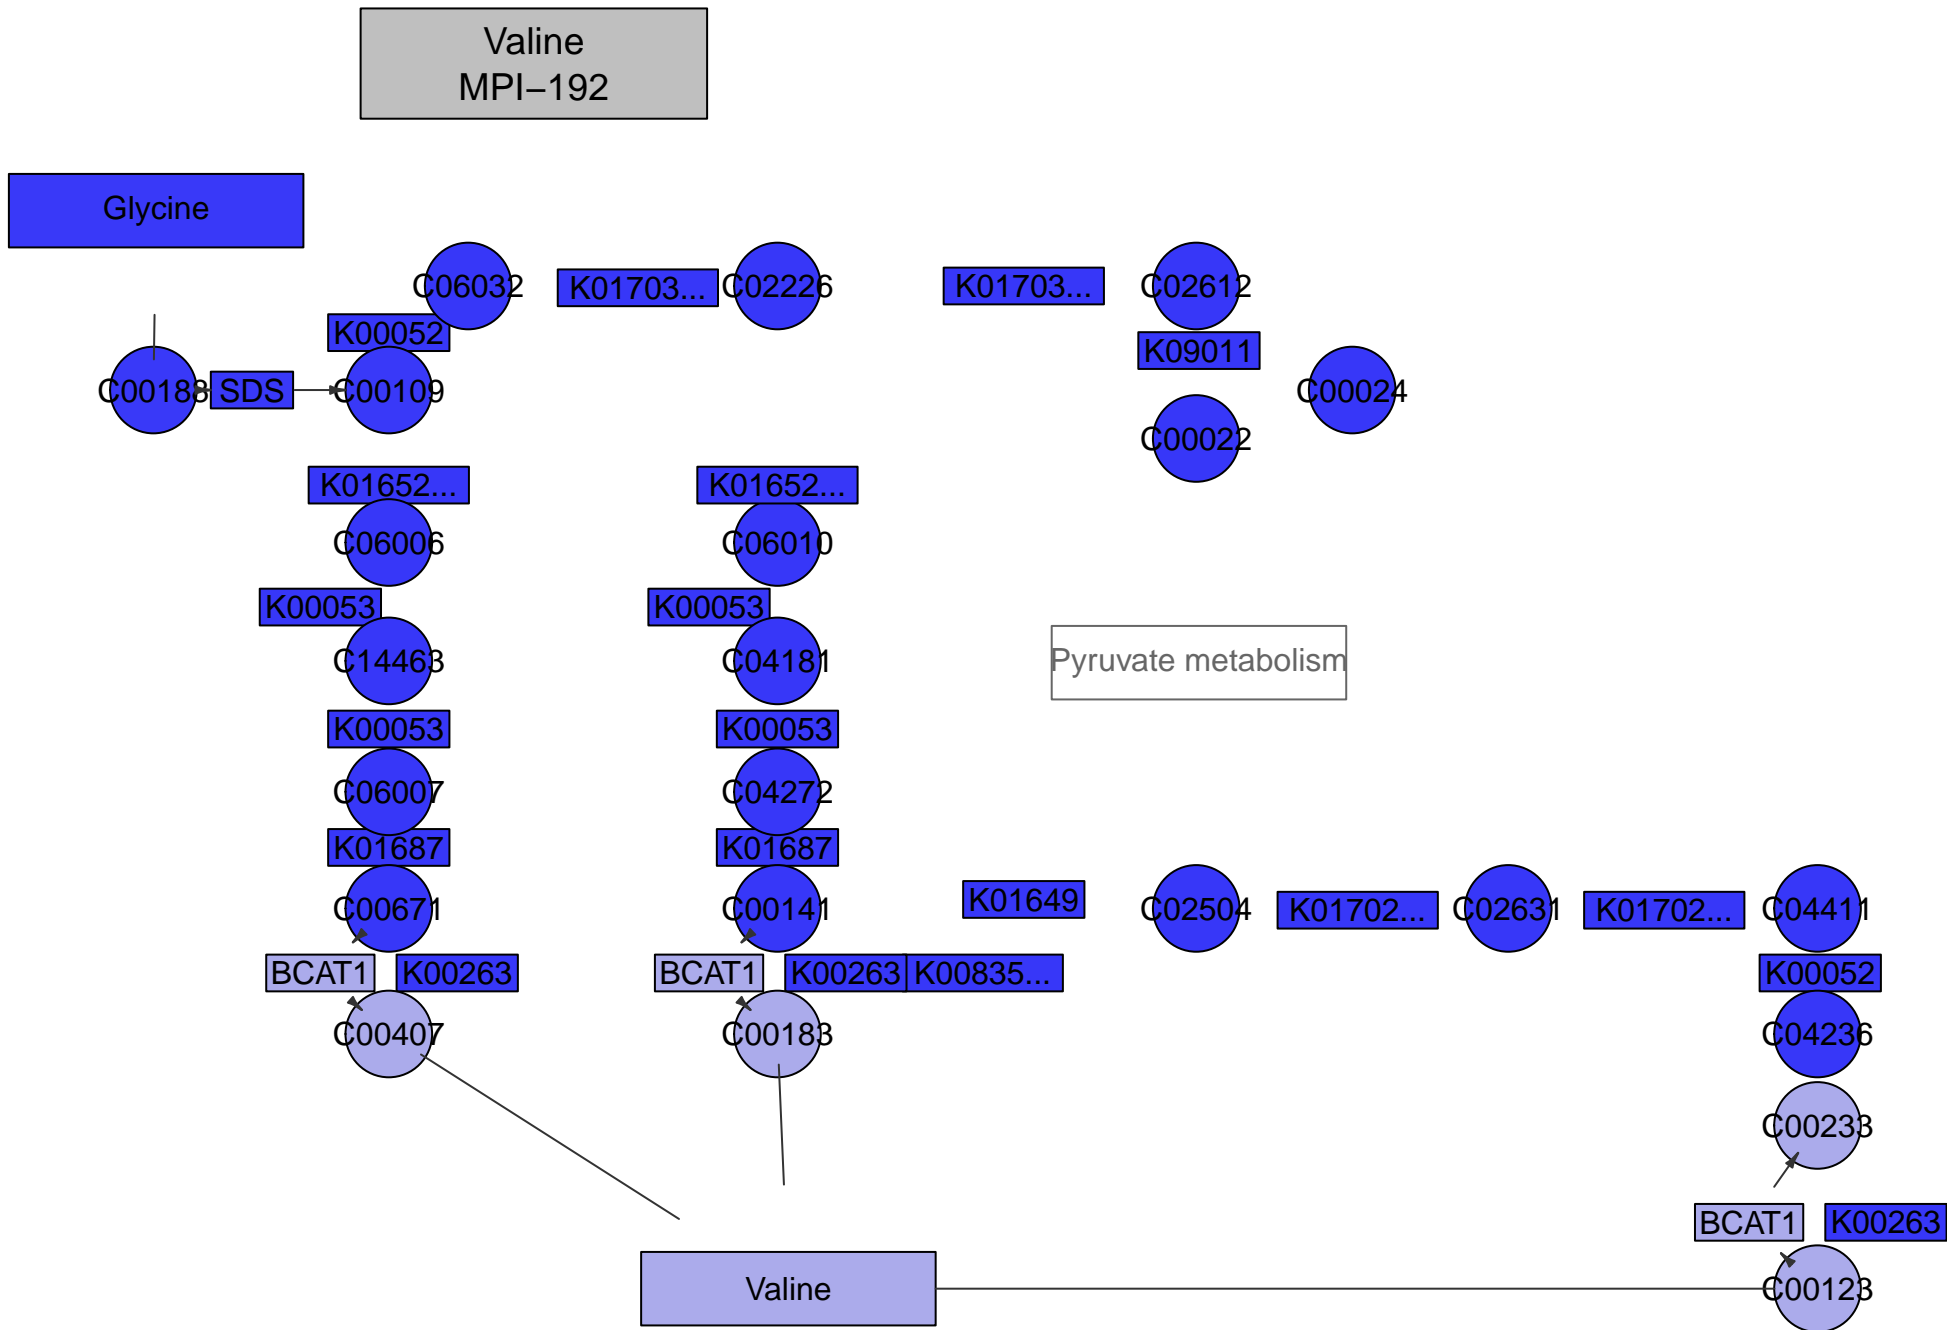 Valine
MPI−192
Glycine
C06032
K01703...
C02226
K01703...
C02612
K00052
K09011
C00188
SDS
C00109
C00024
C00022
K01652...
K01652...
C06006
C06010
K00053
K00053
C14463
C04181
Pyruvate metabolism
K00053
K00053
C06007
C04272
K01687
K01687
C00671
C00141
K01649
C02504
K01702...
C02631
K01702...
C04411
BCAT1
K00263
BCAT1
K00263
K00835...
K00052
C00407
C00183
C04236
C00233
BCAT1
K00263
Valine
C00123